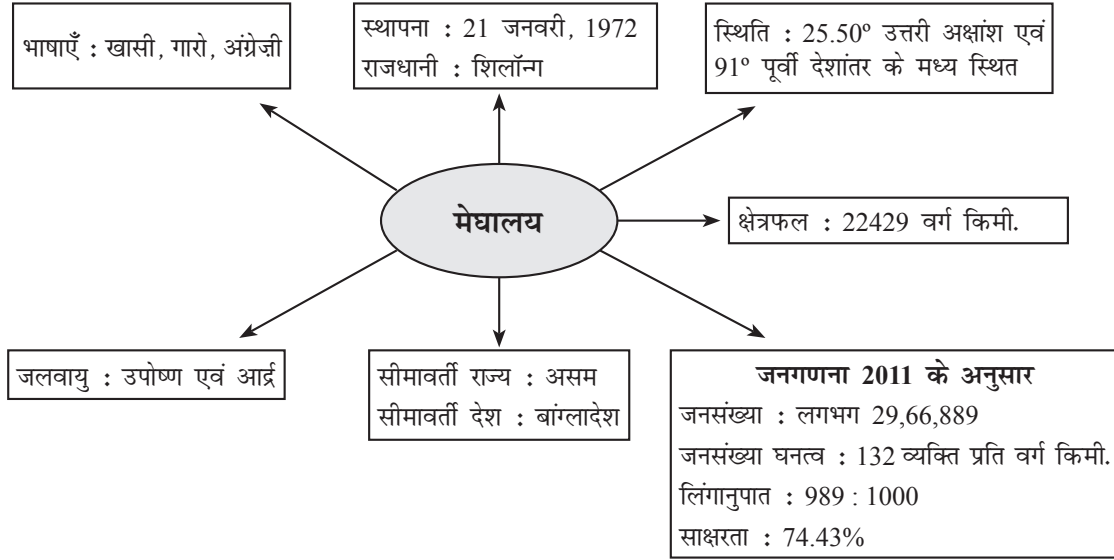 भाषाएँ : खासी, गारो, अंग्रेज़ी
स्थापना : 21 जनवरी, 1972
राजधानी : शिलॉन्ग
स्थिति : 25.50º उत्तरी अक्षांश एवं
91º पूर्वी देशांतर के मध्य स्थित
मेघालय
क्षेत्रफल : 22429 वर्ग किमी.
जलवायु : उपोष्ण एवं आर्द्र
सीमावर्ती राज्य : असम
सीमावर्ती देश : बांग्लादेश
जनगणना 2011 के अनुसार
जनसंख्या : लगभग 29,66,889
जनसंख्या घनत्व : 132 व्यक्ति प्रति वर्ग किमी.
लिंगानुपात : 989 : 1000
साक्षरता : 74.43%